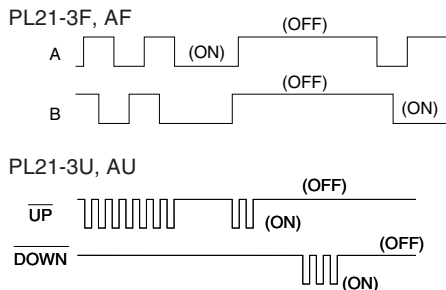 PL21-3F, AF
(OFF)
A
(ON)
(OFF)
B
(ON)
PL21-3U, AU
(OFF)
UP
(ON)
(OFF)
DOWN
(ON)